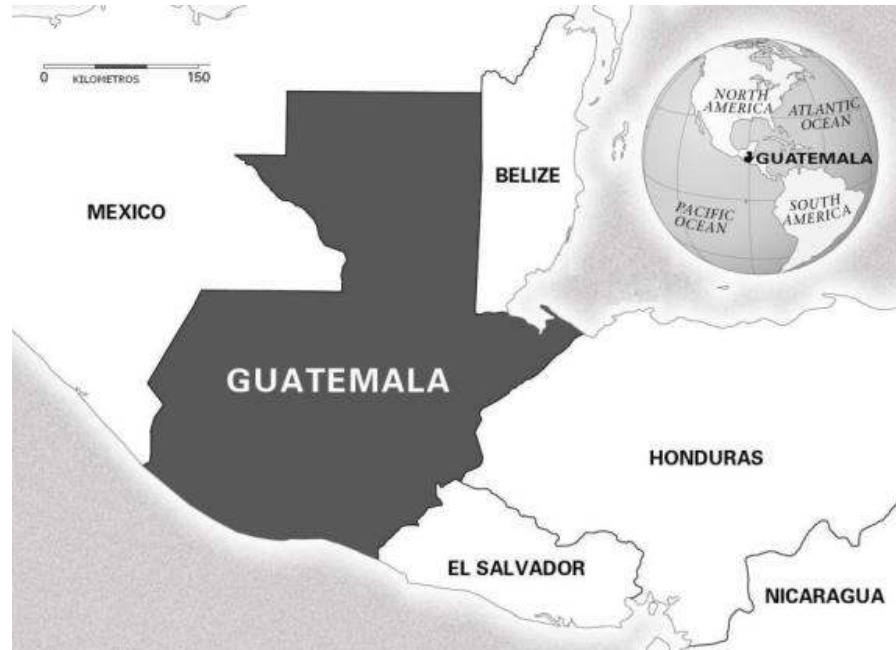 0 KILOMETROS 150
NORTH
AMERICA
ATLANTIC
OCEAN
GUATEMALA
PACIFIC
OCEAN
SOUTH
AMERICA
BELIZE
MEXICO
GUATEMALA
HONDURAS
EL SALVADOR
NICARAGUA